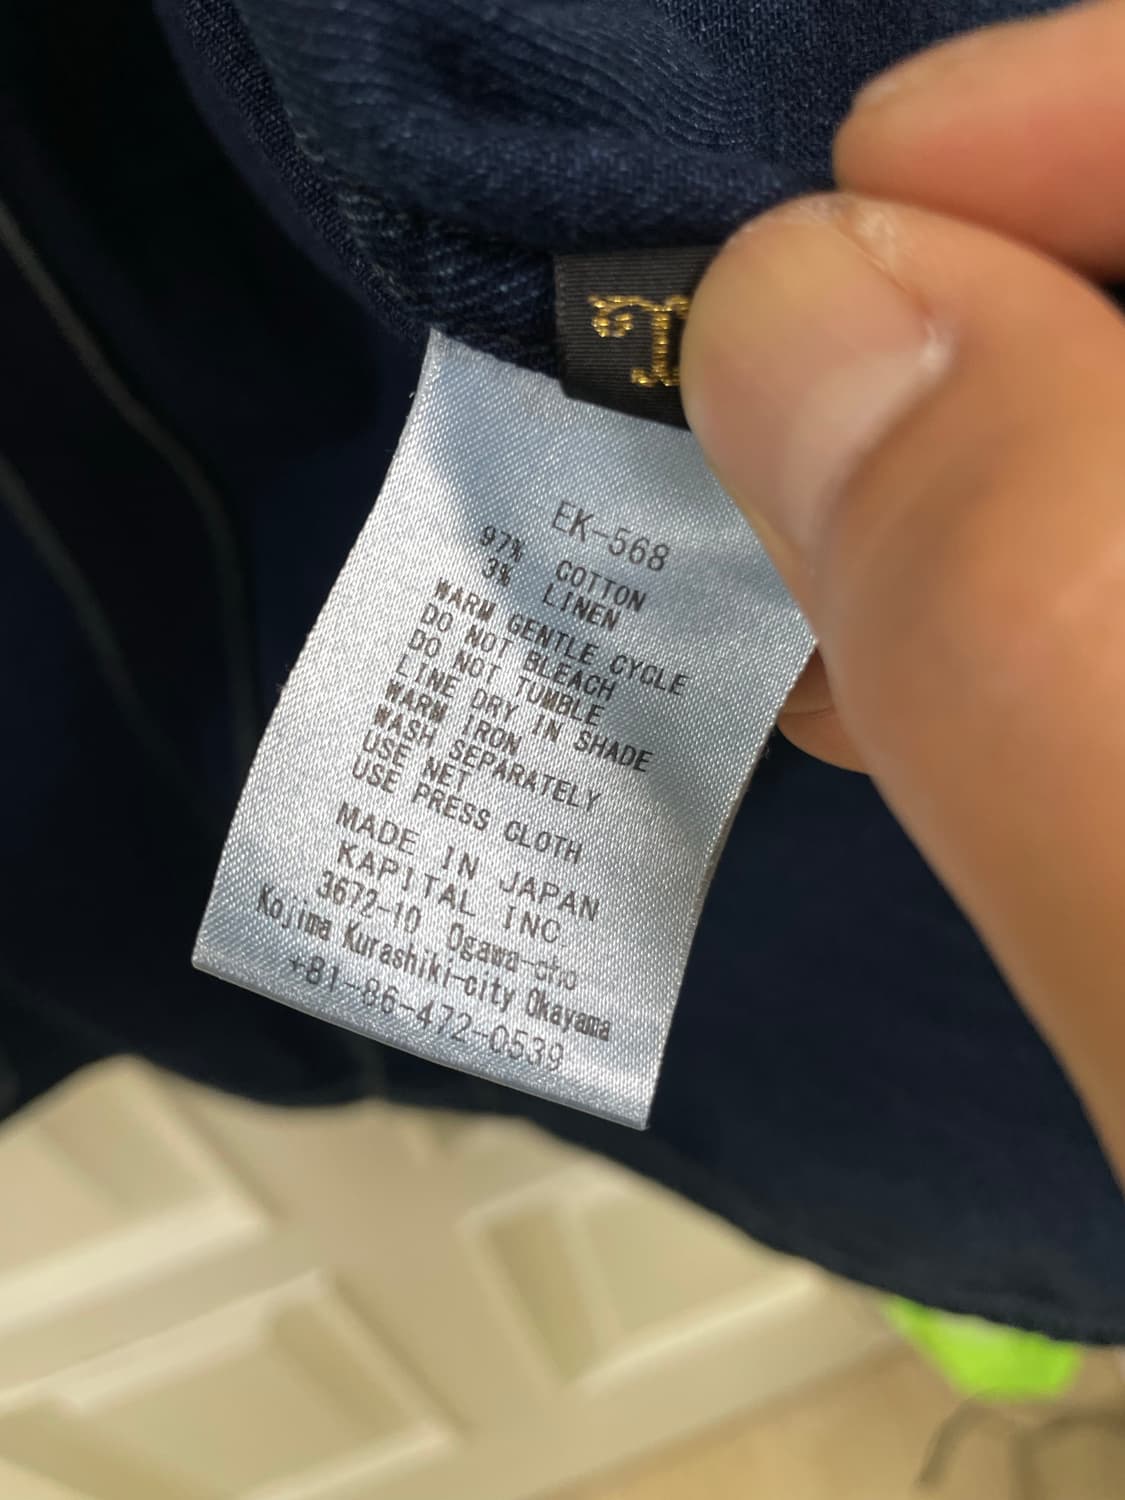 EK-568
97% COTTON
3% LINEN
WARM GENTLE CYCLE
DO NOT BLEACH
DO NOT TUMBLE
LINE DRY IN SHADE
WARM IRON
WASH SEPARATELY
USE NET
USE PRESS CLOTH
MADE IN JAPAN
KAPITAL INC.
3672-10 Ogawa-cho
Kojima Kurashiki-city Okayama
+81-86-472-0539